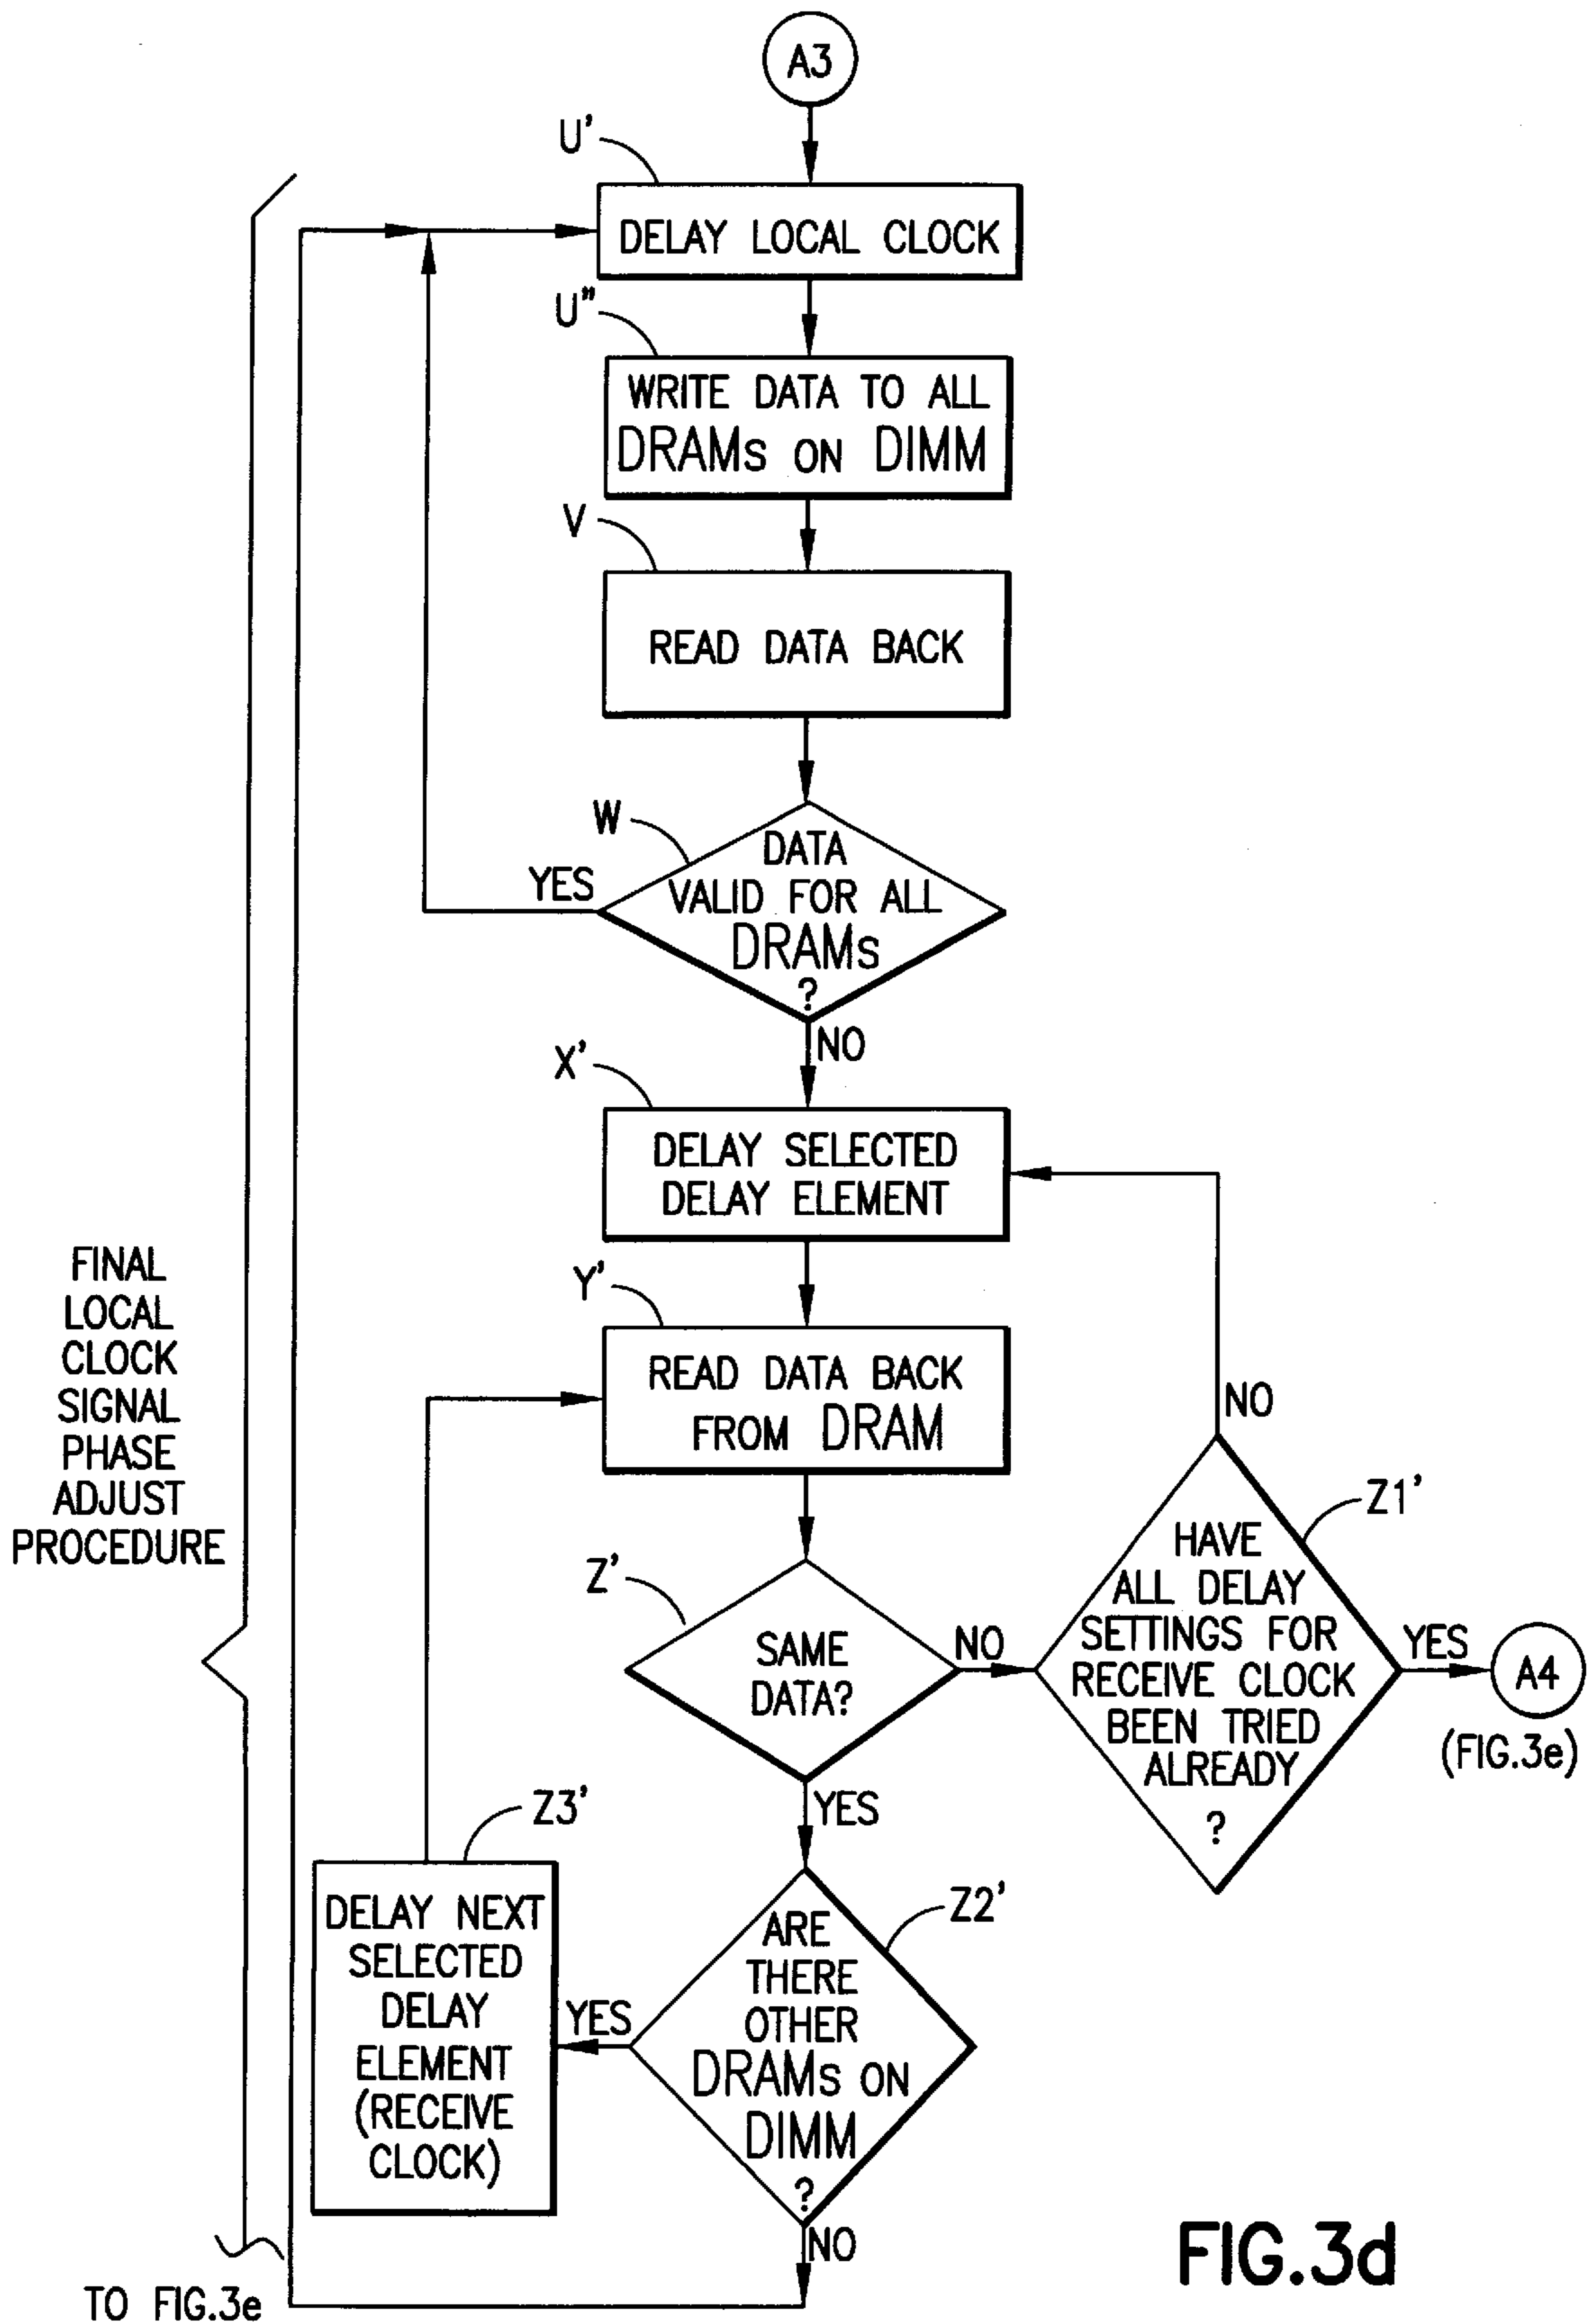 A3
U'
DELAY LOCAL CLOCK
U"
WRITE DATA TO ALL
DRAMs ON DIMM
V
READ DATA BACK
W
DATA
VALID FOR ALL
DRAMs
?
YES
NO
X'
DELAY SELECTED
DELAY ELEMENT
Y'
READ DATA BACK
FROM DRAM
Z'
SAME
DATA?
NO
YES
Z1'
HAVE
ALL DELAY
SETTINGS FOR
RECEIVE CLOCK
BEEN TRIED
ALREADY
?
NO
YES
A4
(FIG.3e)
Z2'
ARE
THERE
OTHER
DRAMs ON
DIMM
?
YES
NO
Z3'
DELAY NEXT
SELECTED
DELAY
ELEMENT
(RECEIVE
CLOCK)
FINAL
LOCAL
CLOCK
SIGNAL
PHASE
ADJUST
PROCEDURE
TO FIG.3e
FIG.3d